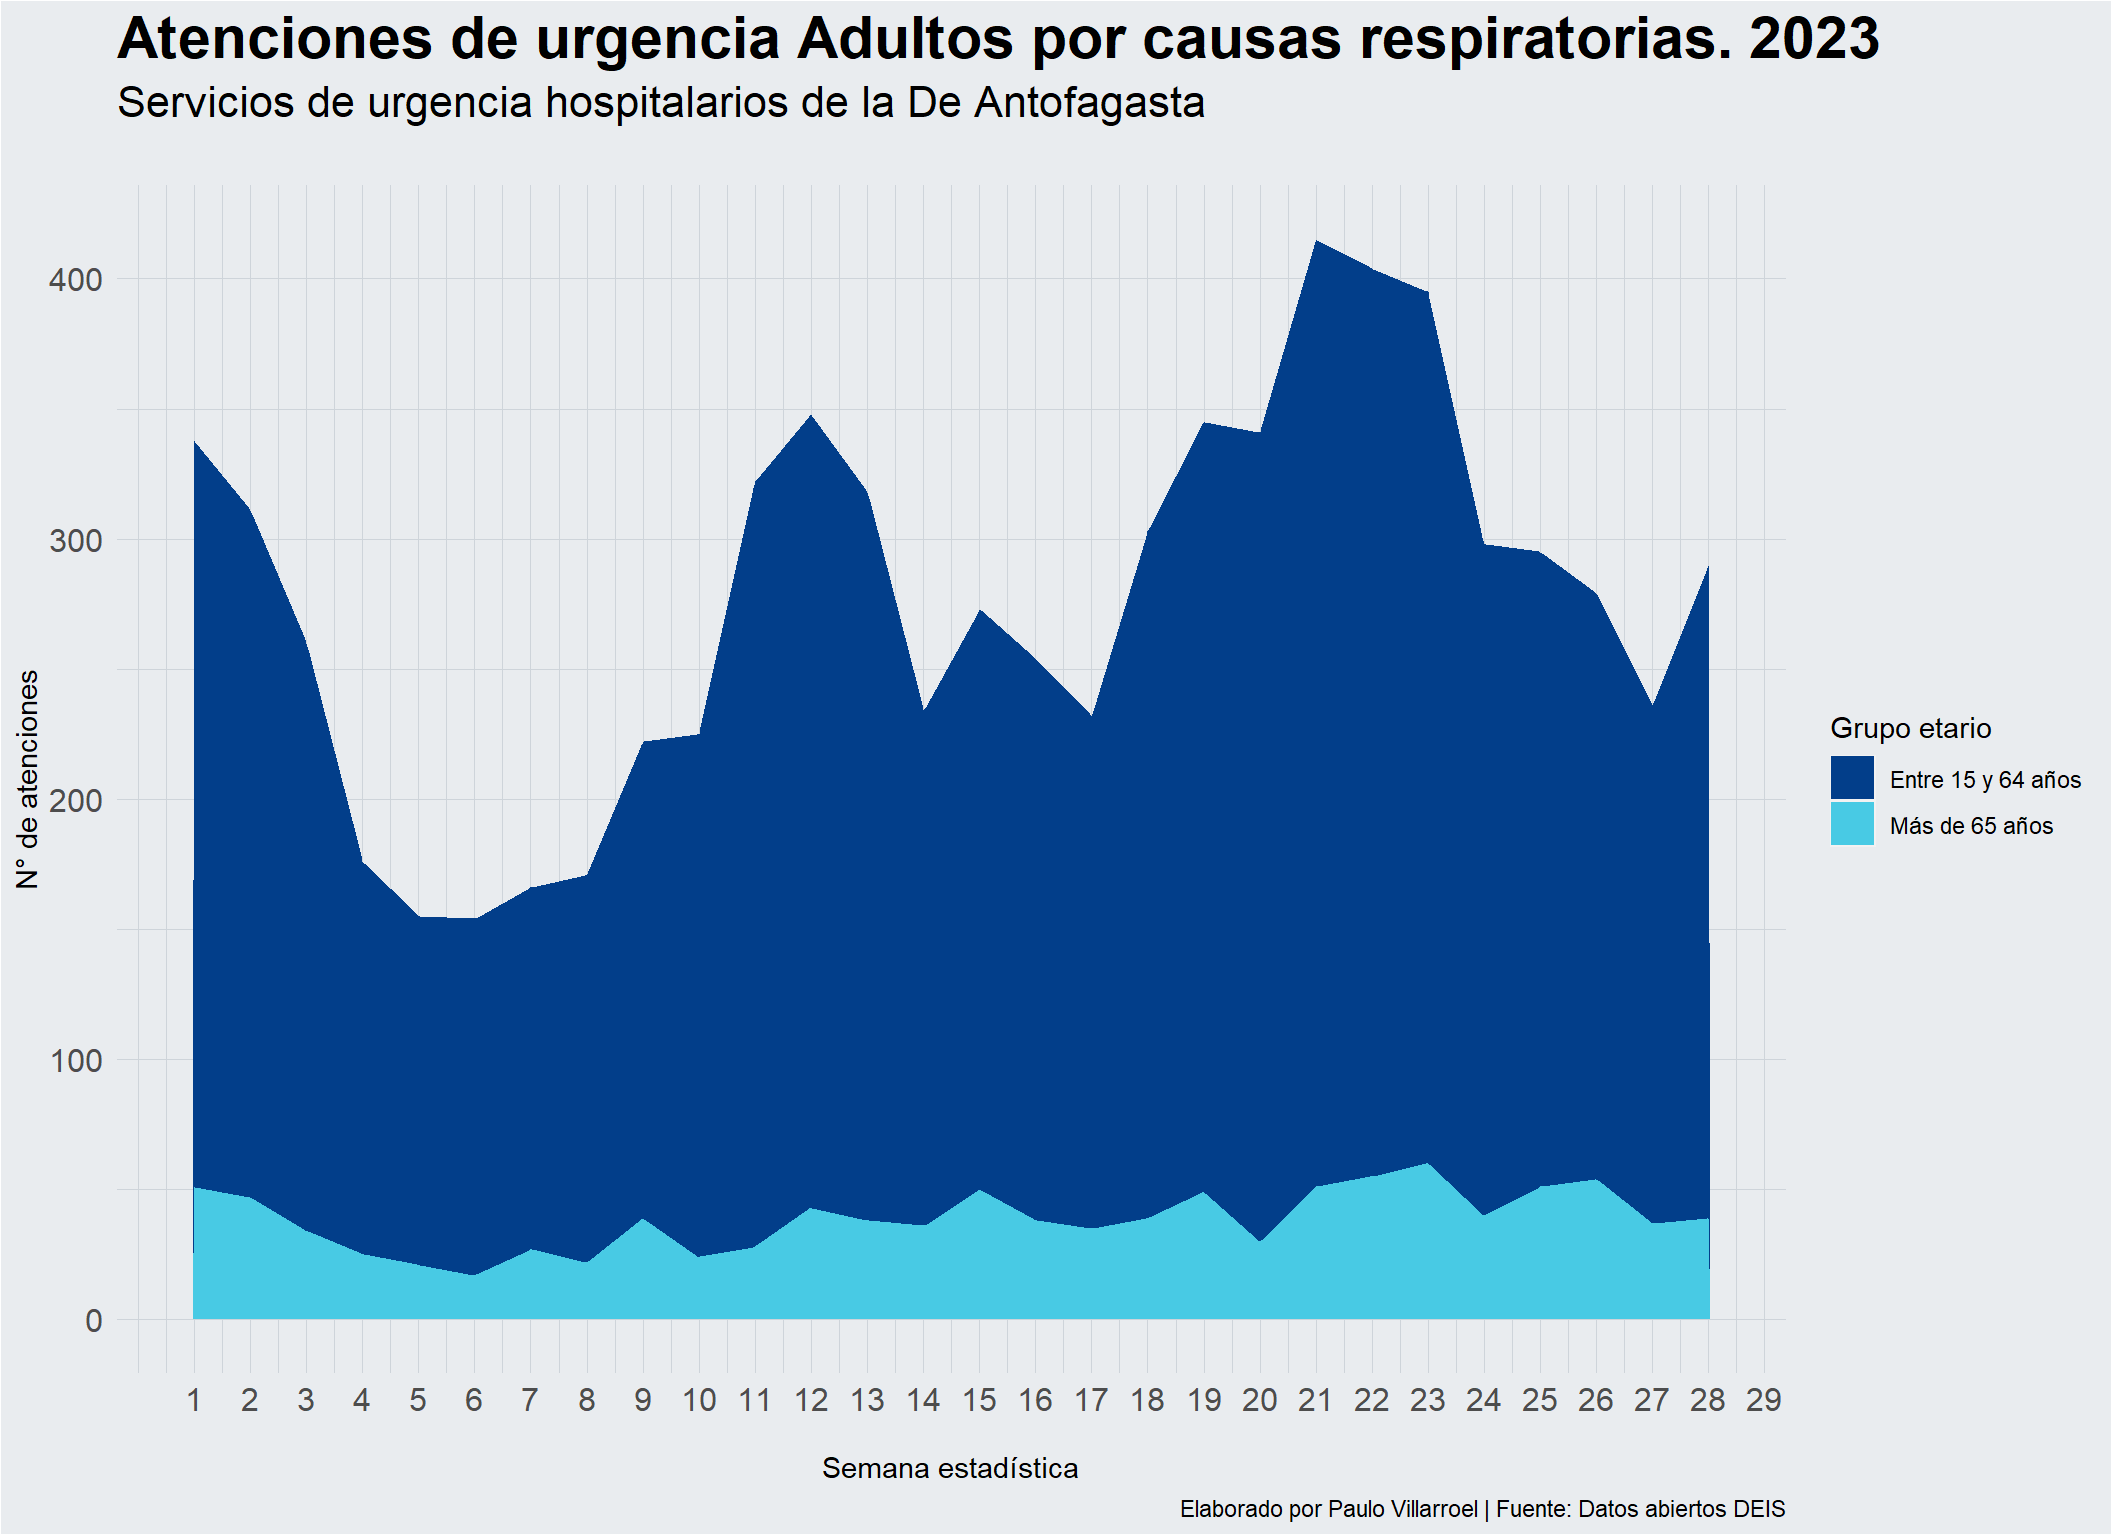 Atenciones de urgencia Adultos por causas respiratorias. 2023
Servicios de urgencia hospitalarios de la De Antofagasta
N° de atenciones
400
300
200
100
0
1 2 3 4 5 6 7 8 9 10 11 12 13 14 15 16 17 18 19 20 21 22 23 24 25 26 27 28 29
Semana estadística
Grupo etario
Entre 15 y 64 años
Más de 65 años
Elaborado por Paulo Villarroel | Fuente: Datos abiertos DEIS